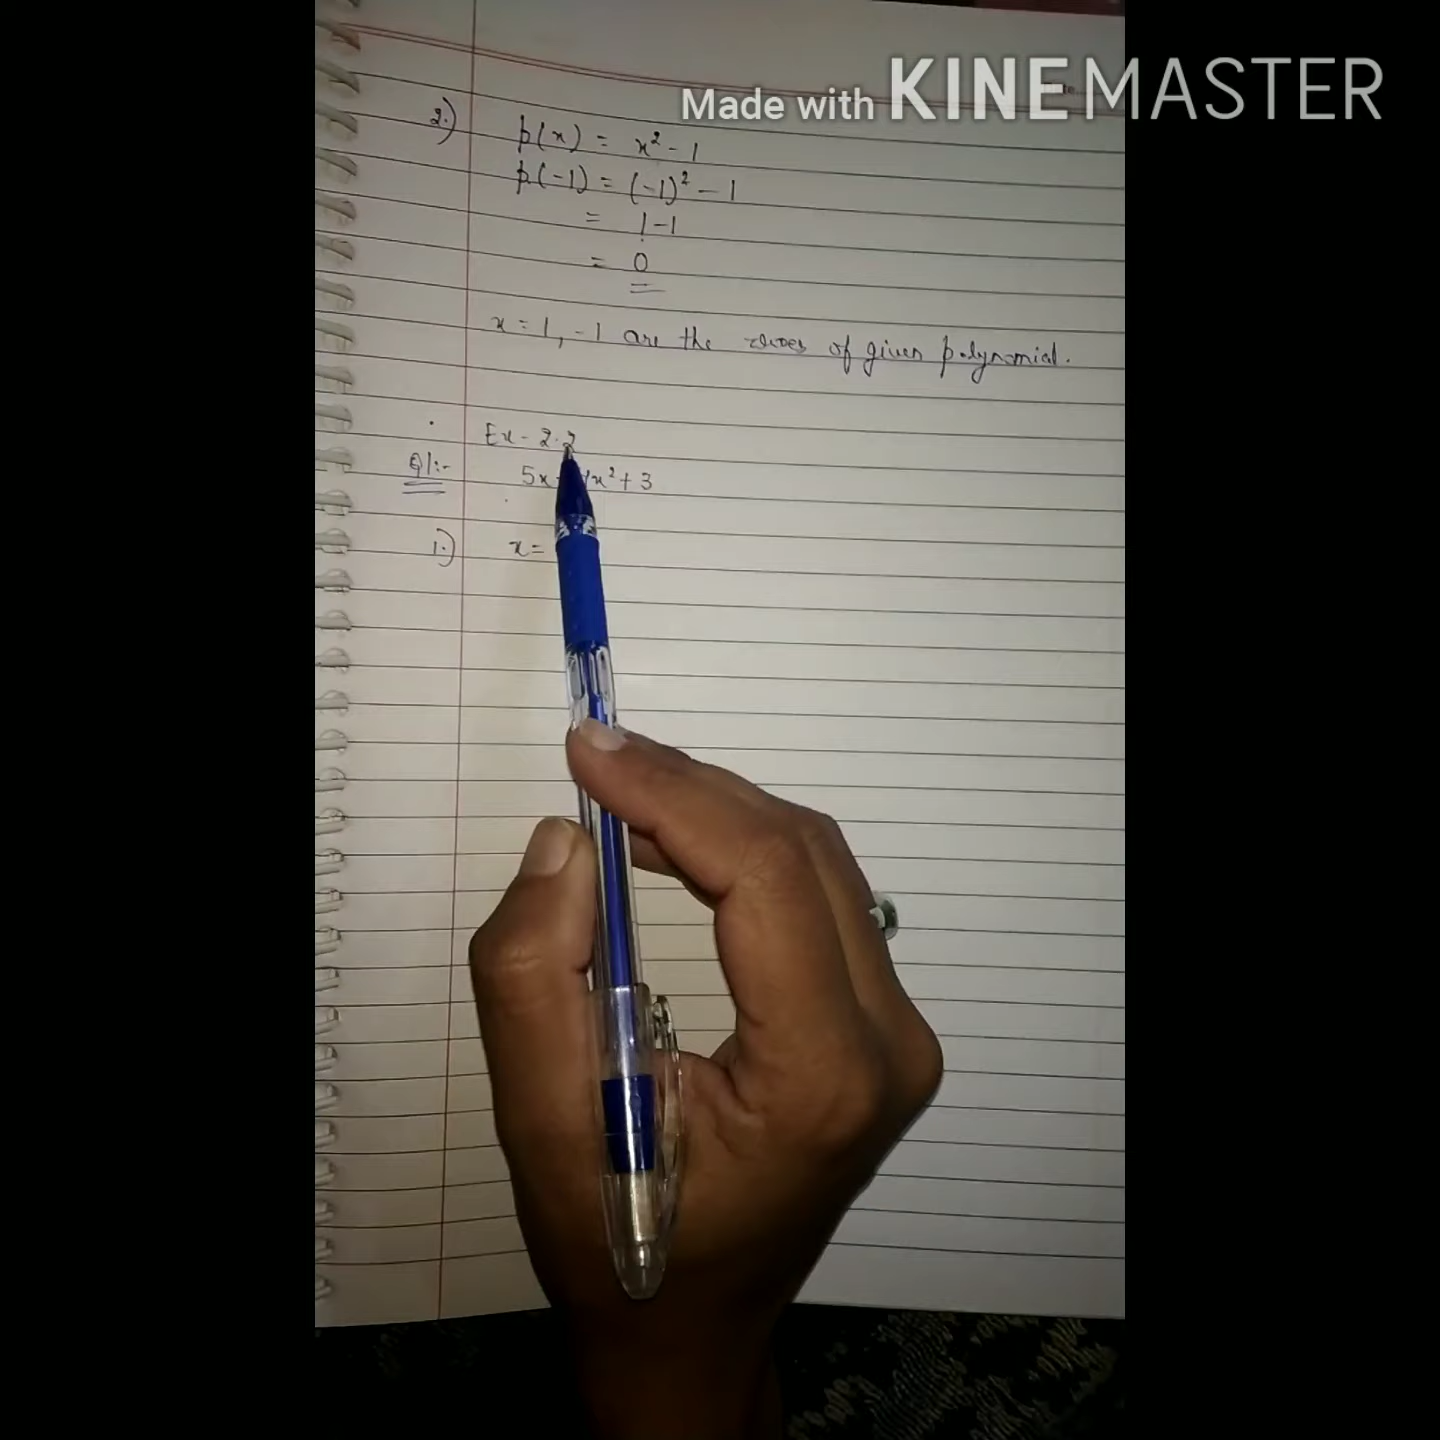 Made with KINEMASTER
2.) p(x) = x² - 1
p(-1) = (-1)² - 1
= 1-1
= 0
x = 1, -1 are the zeroes of given polynomial.
Ex - 2.2
Q1:- 5x x² + 3
i.) x =